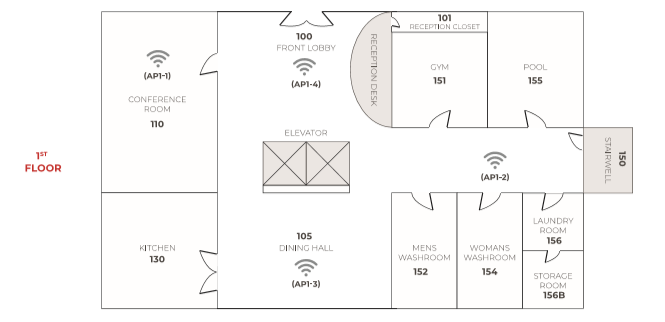 1ST
FLOOR
(AP1-1)
CONFERENCE
ROOM
110
100
FRONT LOBBY
(AP1-4)
RECEPTION DESK
101
RECEPTION CLOSET
GYM
151
POOL
155
ELEVATOR
(AP1-2)
150
STAIRWELL
KITCHEN
130
105
DINING HALL
(AP1-3)
MENS
WASHROOM
152
WOMANS
WASHROOM
154
LAUNDRY
ROOM
156
STORAGE
ROOM
156B